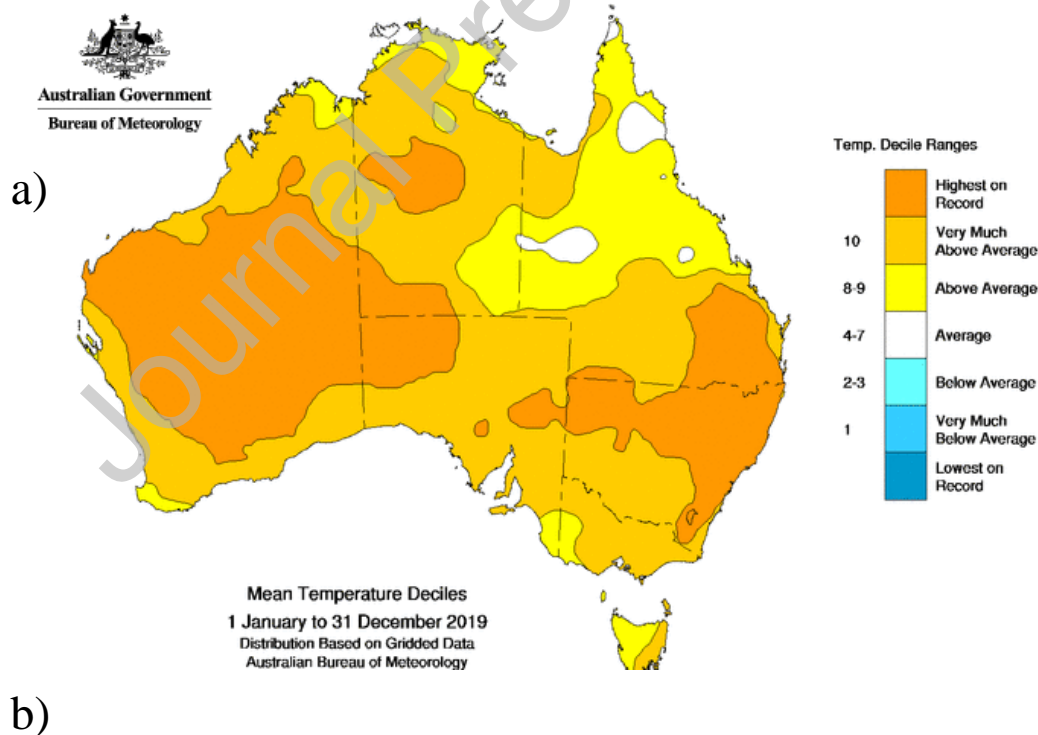 Australian Government
Bureau of Meteorology
a)
Journal Pre
Temp. Decile Ranges
Highest on
Record
10
Very Much
Above Average
8-9
Above Average
4-7
Average
2-3
Below Average
1
Very Much
Below Average
Lowest on
Record
Mean Temperature Deciles
1 January to 31 December 2019
Distribution Based on Gridded Data
Australian Bureau of Meteorology
b)